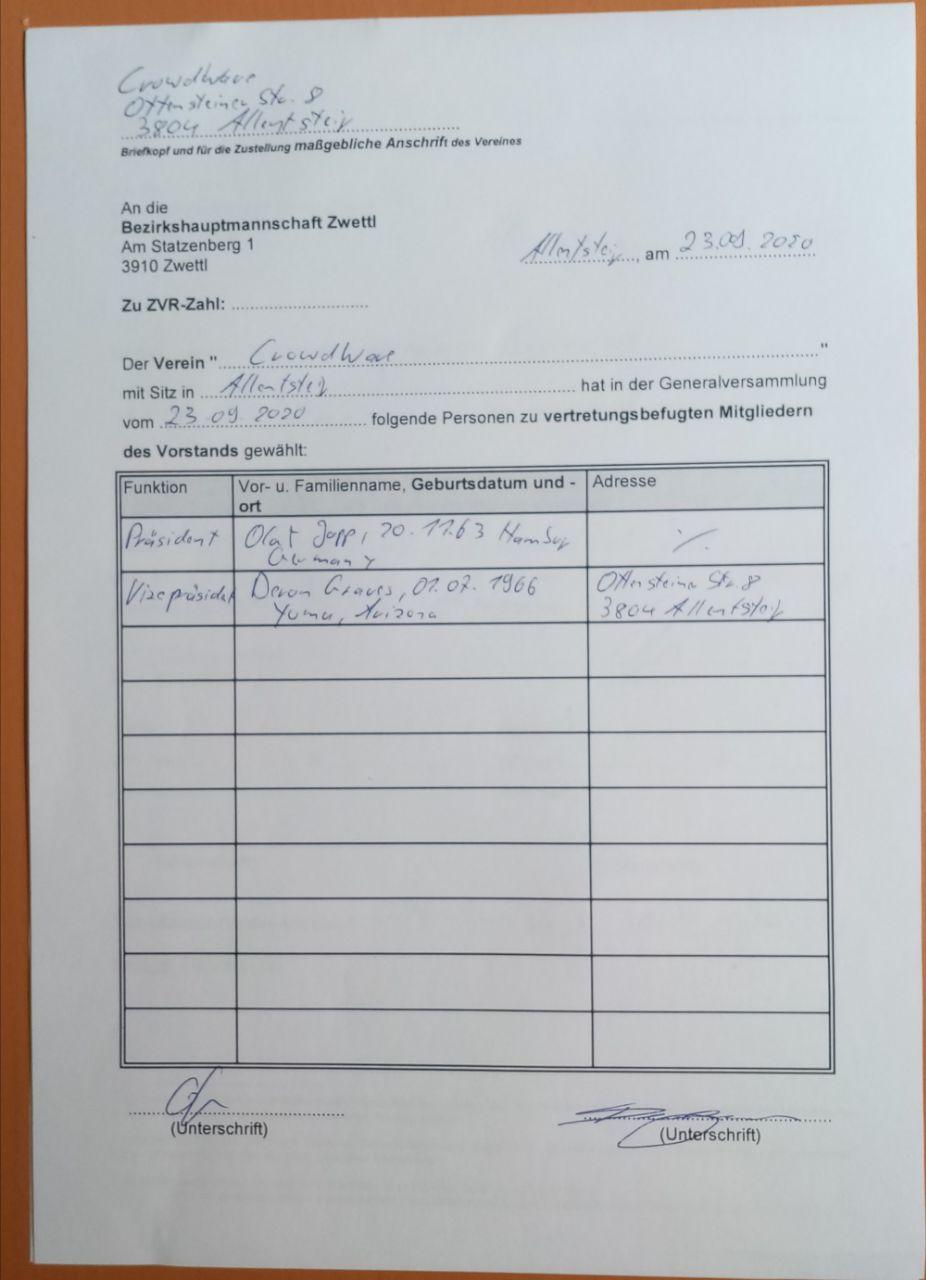 CrowdWave
Ottensteiner Str. 8
3804 Allentsteig
Briefkopf und für die Zustellung maßgebliche Anschrift des Vereines
An die
Bezirkshauptmannschaft Zwettl
Am Statzenberg 1
3910 Zwettl
Allentsteig, am 23.09.2020
Zu ZVR-Zahl:
Der Verein " CrowdWave "
mit Sitz in Allentsteig hat in der Generalversammlung
vom 23.09.2020 folgende Personen zu vertretungsbefugten Mitgliedern
des Vorstands gewählt:
Funktion Vor- u. Familienname, Geburtsdatum und - Adresse
ort
Präsident Olaf Jopp, 20.11.63 Hamburg ./.
Germany
Vizepräsident Devon Graves, 01.07.1966 Ottensteiner Str. 8
Yuma, Arizona 3804 Allentsteig
(Unterschrift) (Unterschrift)